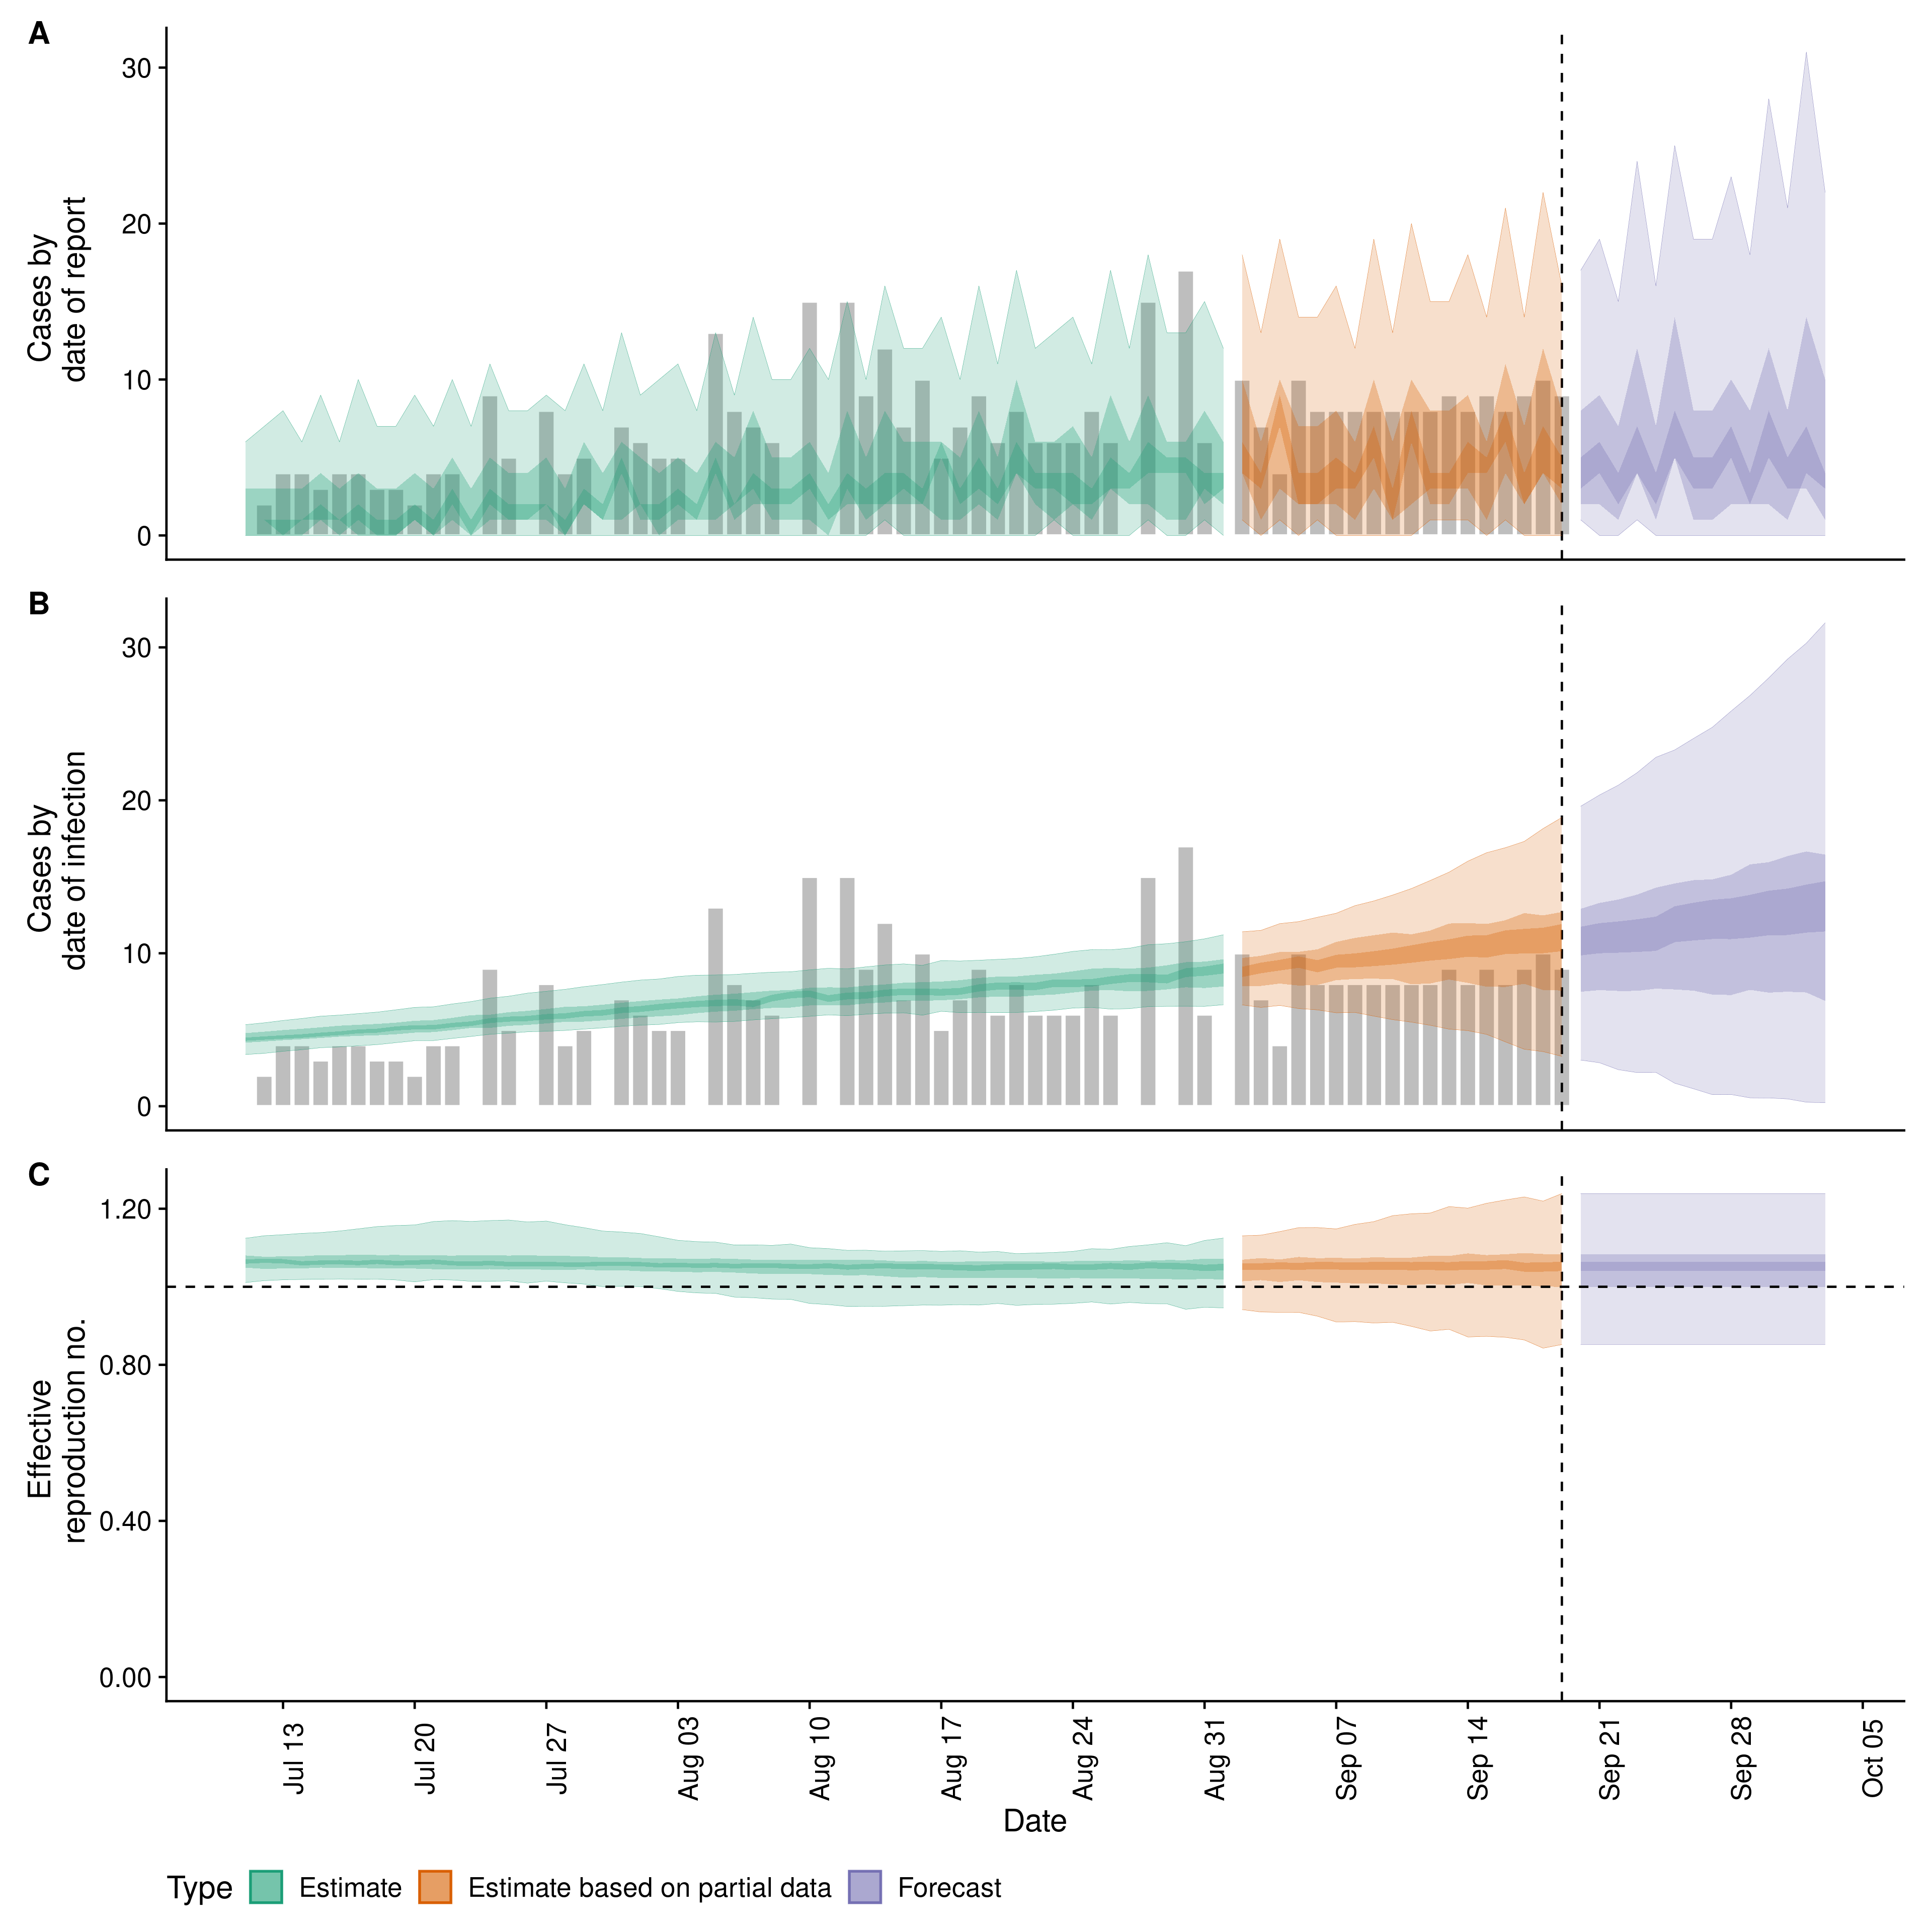 A
Cases by
date of report
30
20
10
0
B
Cases by
date of infection
30
20
10
0
C
Effective
reproduction no.
1.20
0.80
0.40
0.00
Jul 13
Jul 20
Jul 27
Aug 03
Aug 10
Aug 17
Aug 24
Aug 31
Sep 07
Sep 14
Sep 21
Sep 28
Oct 05
Date
Type Estimate Estimate based on partial data Forecast